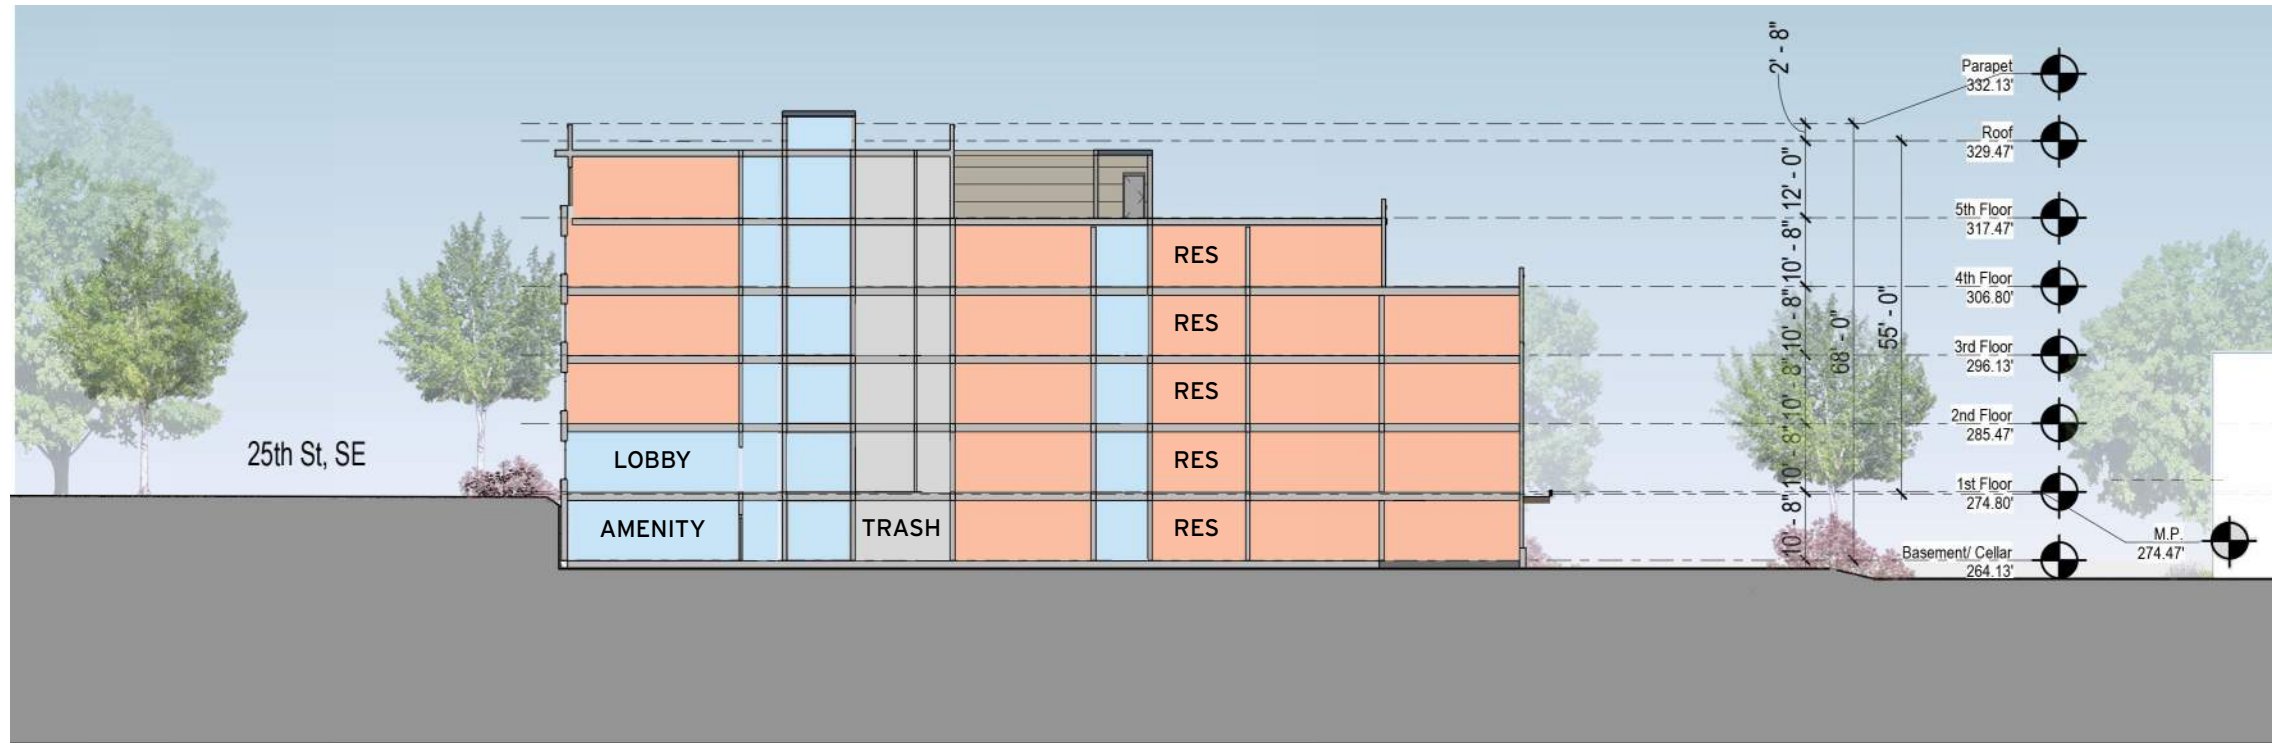 2' - 8"
Parapet
332.13'
Roof
329.47'
12' - 0"
5th Floor
317.47'
10' - 8"
4th Floor
306.80'
10' - 8"
3rd Floor
296.13'
10' - 8"
2nd Floor
285.47'
10' - 8"
1st Floor
274.80'
10' - 8"
Basement/ Cellar
264.13'
M.P.
274.47'
68' - 0"
55' - 0"
RES
RES
RES
LOBBY
RES
AMENITY
TRASH
RES
25th St, SE